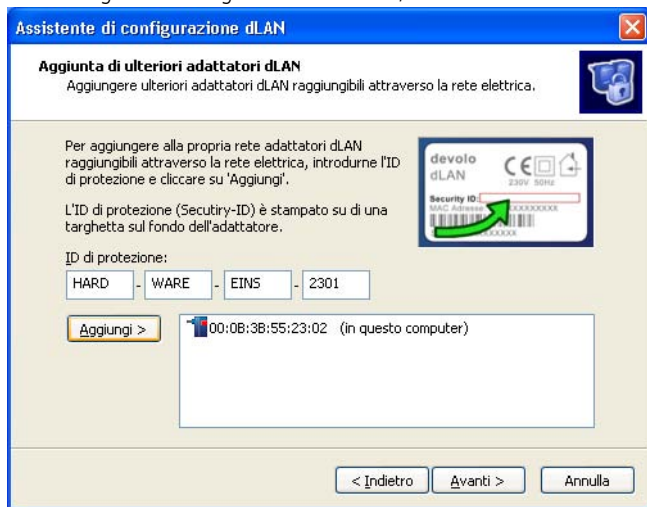 Assistente di configurazione dLAN
Aggiunta di ulteriori adattatori dLAN
Aggiungere ulteriori adattatori dLAN raggiungibili attraverso la rete elettrica.
Per aggiungere alla propria rete adattatori dLAN
raggiungibili attraverso la rete elettrica, introdurne l'ID
di protezione e cliccare su 'Aggiungi'.
L'ID di protezione (Secutiry-ID) è stampato su di una
targhetta sul fondo dell'adattatore.
devolo
dLAN
CE
230V 50Hz
Security ID:
MAC Adresse
ID di protezione:
HARD - WARE - EINS - 2301
Aggiungi >
00:0B:3B:55:23:02 (in questo computer)
< Indietro
Avanti >
Annulla